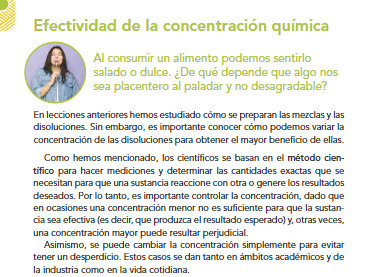 Efectividad de la concentración química
Al consumir un alimento podemos sentirlo
salado o dulce. ¿De qué depende que algo nos
sea placentero al paladar y no desagradable?
En lecciones anteriores hemos estudiado cómo se preparan las mezclas y las
disoluciones. Sin embargo, es importante conocer cómo podemos variar la
concentración de las disoluciones para obtener el mayor beneficio de ellas.
Como hemos mencionado, los científicos se basan en el método cien-
tífico para hacer mediciones y determinar las cantidades exactas que se
necesitan para que una sustancia reaccione con otra o genere los resultados
deseados. Por lo tanto, es importante controlar la concentración, dado que
en ocasiones una concentración menor no es suficiente para que la sustan-
cia sea efectiva (es decir, que produzca el resultado esperado) y, otras veces,
una concentración mayor puede resultar perjudicial.
Asimismo, se puede cambiar la concentración simplemente para evitar
tener un desperdicio. Estos casos se dan tanto en ámbitos académicos y de
la industria como en la vida cotidiana.